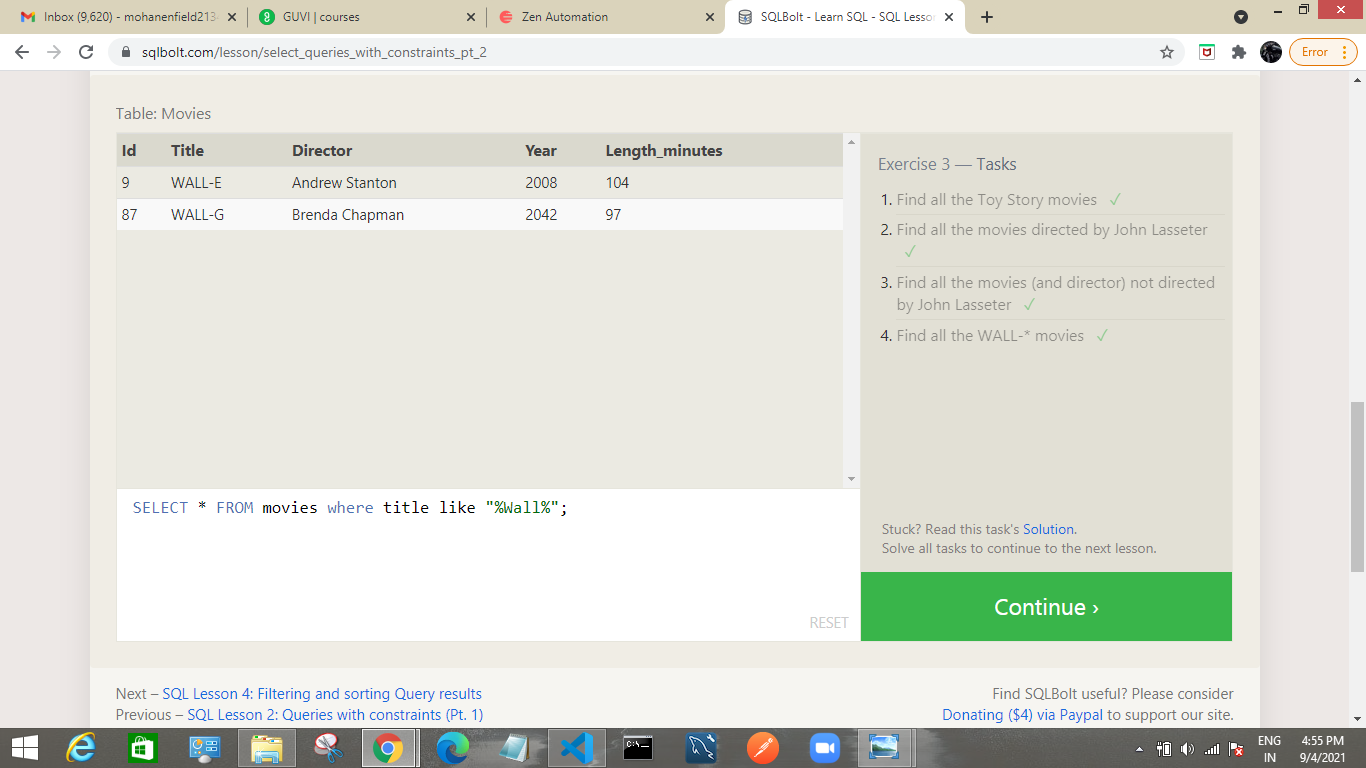 Inbox (9,620) - mohanenfield213
GUVI | courses
Zen Automation
SQLBolt - Learn SQL - SQL Lesso
sqlbolt.com/lesson/select_queries_with_constraints_pt_2
Error
Table: Movies
Id Title Director Year Length_minutes
9 WALL-E Andrew Stanton 2008 104
87 WALL-G Brenda Chapman 2042 97
Exercise 3 — Tasks
1. Find all the Toy Story movies ✓
2. Find all the movies directed by John Lasseter
✓
3. Find all the movies (and director) not directed
by John Lasseter ✓
4. Find all the WALL-* movies ✓
SELECT * FROM movies where title like "%Wall%";
RESET
Stuck? Read this task's Solution.
Solve all tasks to continue to the next lesson.
Continue ›
Next – SQL Lesson 4: Filtering and sorting Query results
Previous – SQL Lesson 2: Queries with constraints (Pt. 1)
Find SQLBolt useful? Please consider
Donating ($4) via Paypal to support our site.
ENG
IN
4:55 PM
9/4/2021